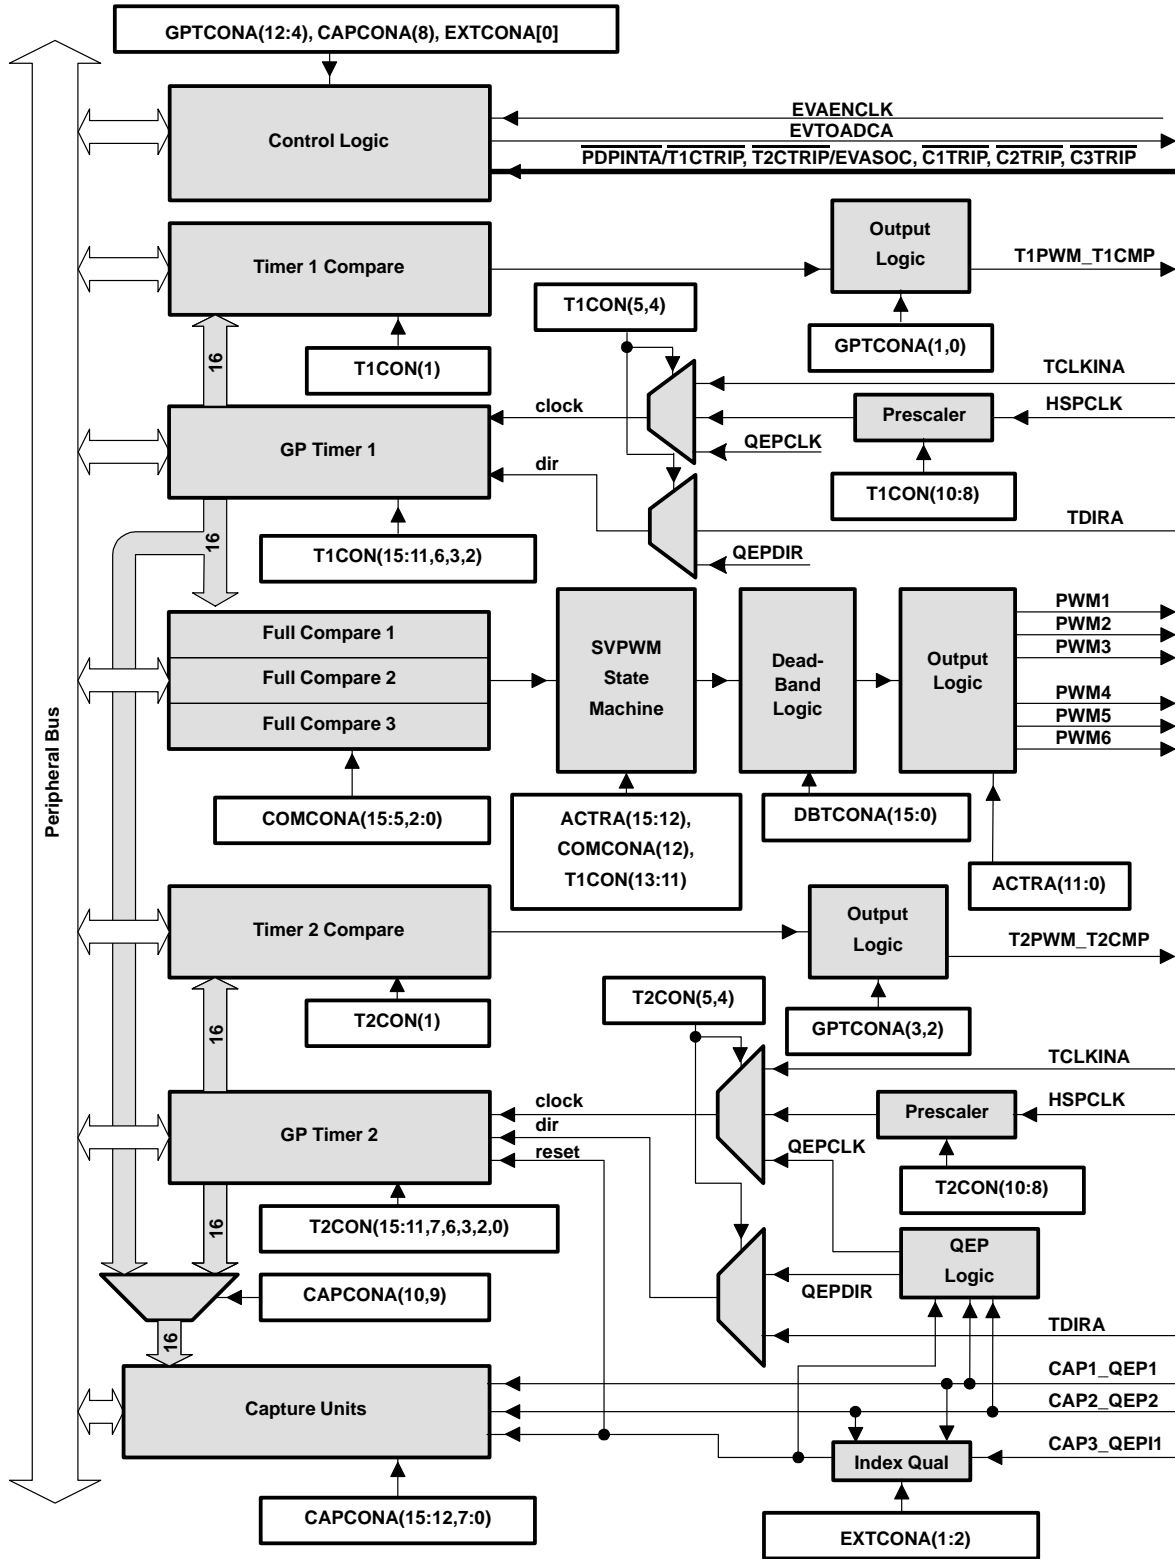 GPTCONA(12:4), CAPCONA(8), EXTCONA[0]
Control Logic
EVAENCLK
EVTOADCA
PDPINTA/T1CTRIP, T2CTRIP/EVASOC, C1TRIP, C2TRIP, C3TRIP
Timer 1 Compare
Output
Logic
T1PWM_T1CMP
T1CON(5,4)
GPTCONA(1,0)
16
T1CON(1)
TCLKINA
clock
Prescaler
HSPCLK
GP Timer 1
QEPCLK
dir
T1CON(10:8)
TDIRA
16
T1CON(15:11,6,3,2)
QEPDIR
Full Compare 1
Full Compare 2
Full Compare 3
SVPWM
State
Machine
Dead-
Band
Logic
Output
Logic
PWM1
PWM2
PWM3
PWM4
PWM5
PWM6
Peripheral Bus
COMCONA(15:5,2:0)
ACTRA(15:12),
COMCONA(12),
T1CON(13:11)
DBTCONA(15:0)
ACTRA(11:0)
Timer 2 Compare
Output
Logic
T2PWM_T2CMP
T2CON(5,4)
T2CON(1)
16
GPTCONA(3,2)
TCLKINA
clock
Prescaler
HSPCLK
dir
GP Timer 2
reset
QEPCLK
T2CON(10:8)
16
T2CON(15:11,7,6,3,2,0)
QEP
Logic
CAPCONA(10,9)
QEPDIR
TDIRA
16
CAP1_QEP1
Capture Units
CAP2_QEP2
CAP3_QEPI1
Index Qual
CAPCONA(15:12,7:0)
EXTCONA(1:2)